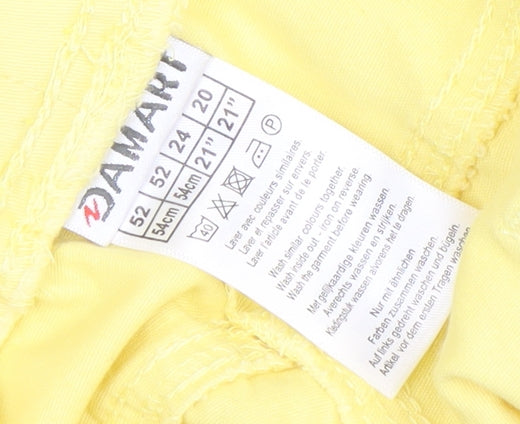 DAMART
52 52 24 20
54cm 54cm 21" 21"
40 P
Laver avec couleurs similaires
Laver et repasser sur envers.
Laver l'article avant de le porter
Wash similar colours together.
Wash inside out - iron on reverse
Wash the garment before wearing
Met gelijkaardige kleuren wassen.
Averechts wassen en strijken.
Kledingstuk wassen alvorens het te dragen.
Nur mit ähnlichen
Farben zusammen waschen.
Auf links gedreht waschen und bügeln.
Artikel vor dem ersten Tragen waschen